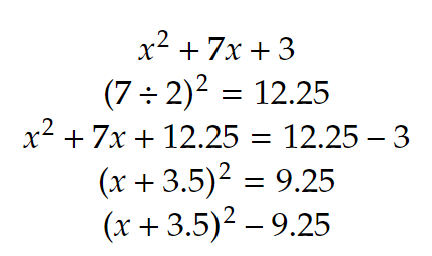 x² + 7x + 3
(7 ÷ 2)² = 12.25
x² + 7x + 12.25 = 12.25 − 3
(x + 3.5)² = 9.25
(x + 3.5)² − 9.25